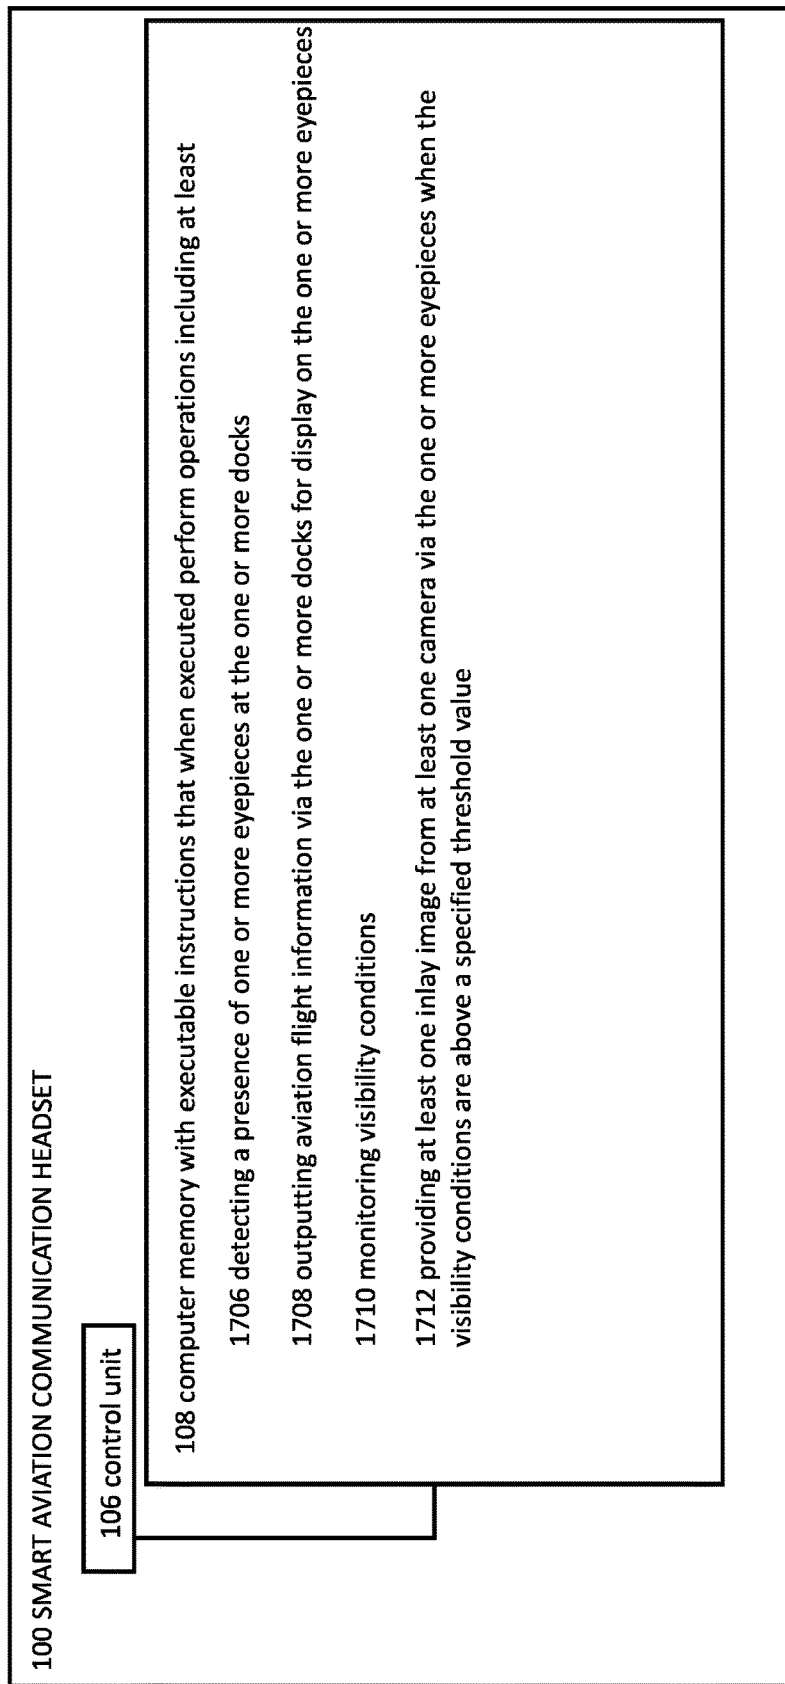 100 SMART AVIATION COMMUNICATION HEADSET
106 control unit
108 computer memory with executable instructions that when executed perform operations including at least
1706 detecting a presence of one or more eyepieces at the one or more docks
1708 outputting aviation flight information via the one or more docks for display on the one or more eyepieces
1710 monitoring visibility conditions
1712 providing at least one inlay image from at least one camera via the one or more eyepieces when the
visibility conditions are above a specified threshold value